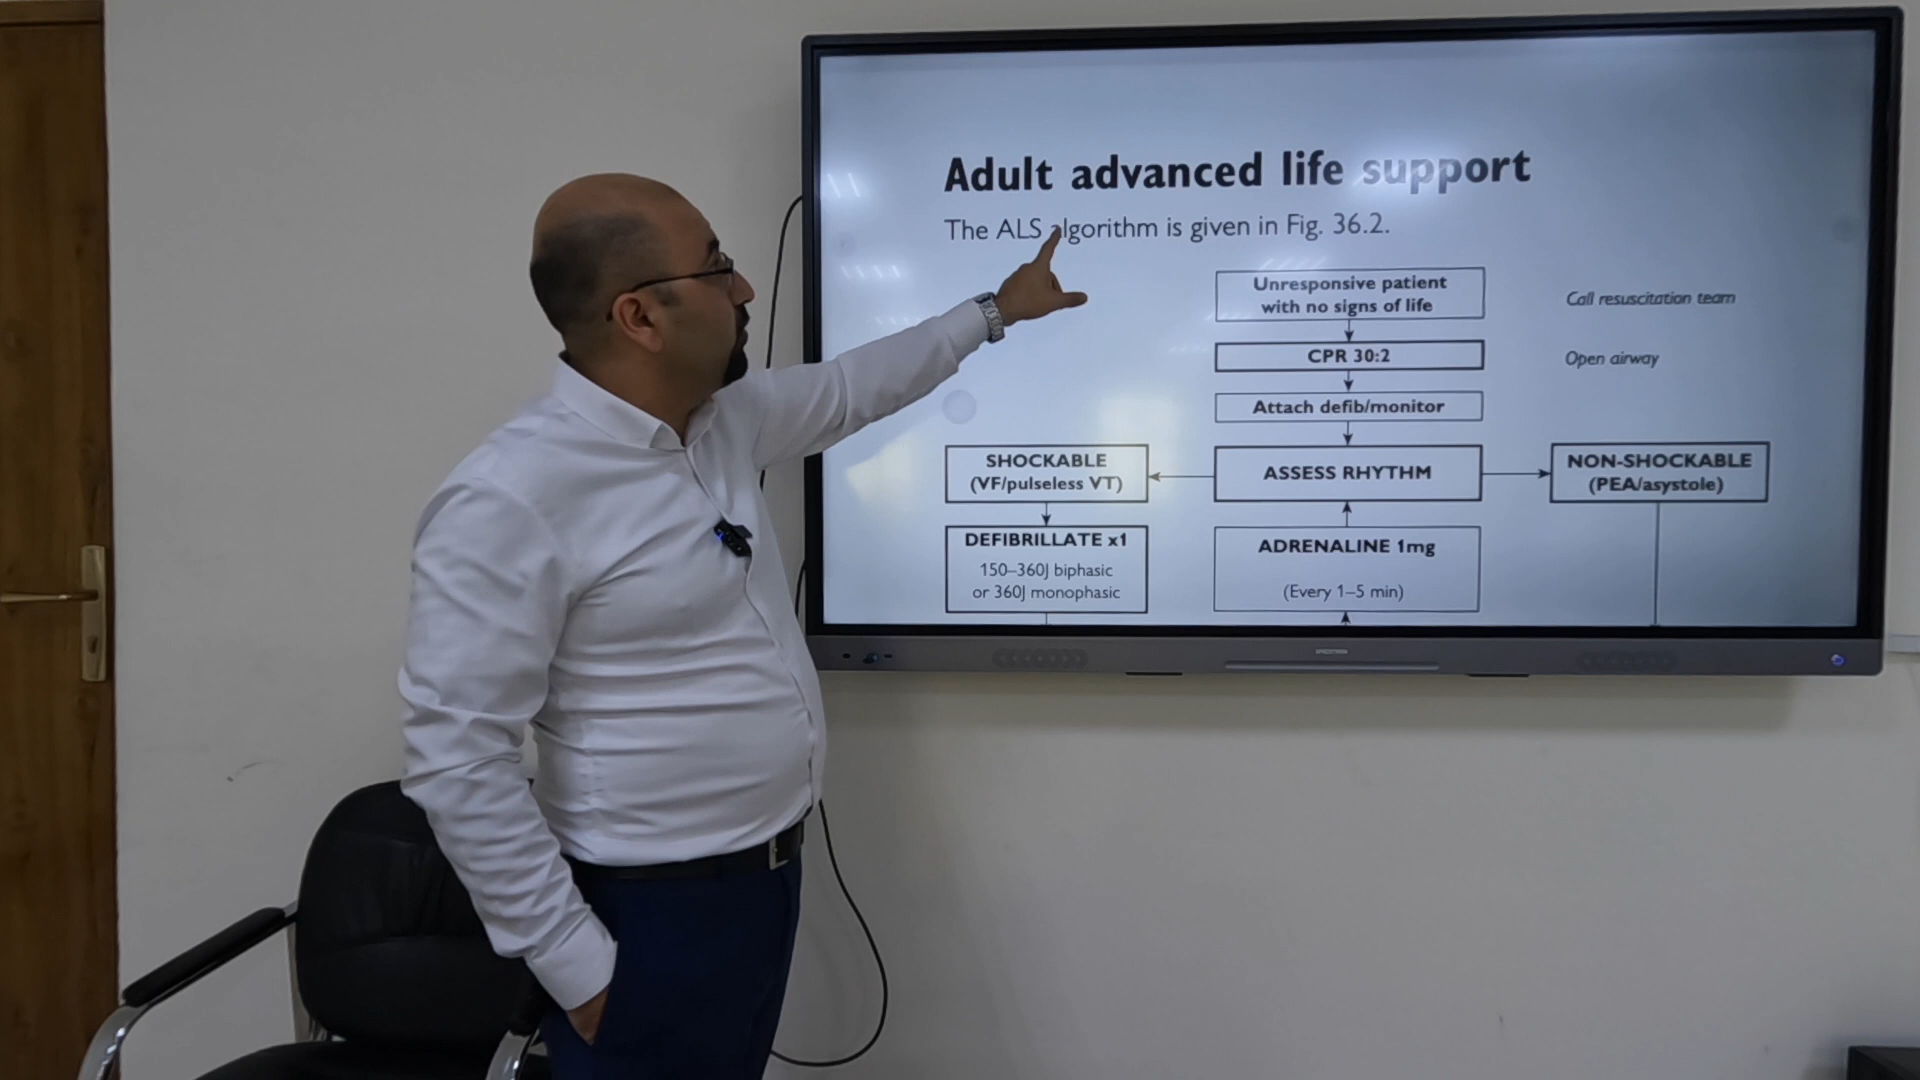 Adult advanced life support
The ALS algorithm is given in Fig. 36.2.
Unresponsive patient
with no signs of life
Call resuscitation team
CPR 30:2
Open airway
Attach defib/monitor
SHOCKABLE
(VF/pulseless VT)
ASSESS RHYTHM
NON-SHOCKABLE
(PEA/asystole)
DEFIBRILLATE x1
150–360J biphasic
or 360J monophasic
ADRENALINE 1mg
(Every 1–5 min)